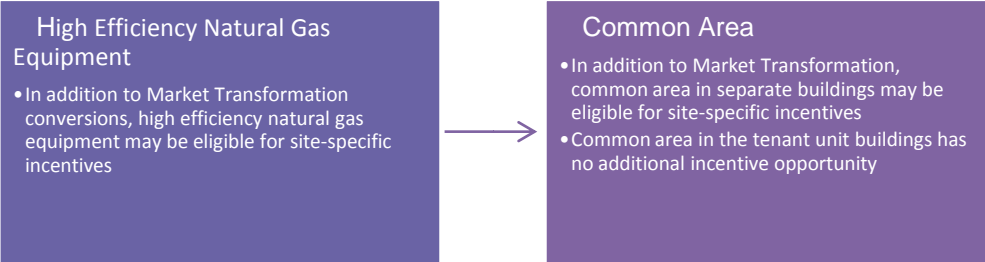 High Efficiency Natural Gas
Equipment
•In addition to Market Transformation
conversions, high efficiency natural gas
equipment may be eligible for site-specific
incentives
Common Area
•In addition to Market Transformation,
common area in separate buildings may be
eligible for site-specific incentives
•Common area in the tenant unit buildings has
no additional incentive opportunity